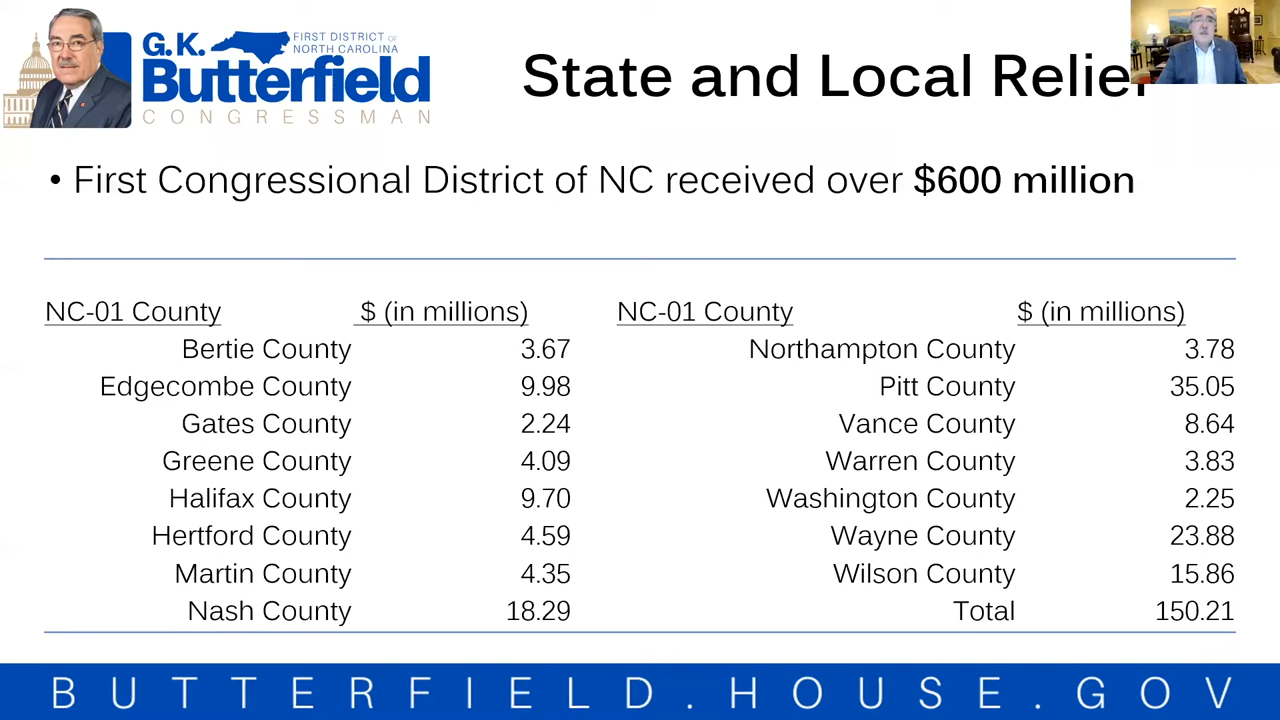 G.K.
FIRST DISTRICT OF
NORTH CAROLINA
Butterfield
CONGRESSMAN
State and Local Relief
• First Congressional District of NC received over $600 million
NC-01 County $ (in millions) NC-01 County $ (in millions)
Bertie County 3.67 Northampton County 3.78
Edgecombe County 9.98 Pitt County 35.05
Gates County 2.24 Vance County 8.64
Greene County 4.09 Warren County 3.83
Halifax County 9.70 Washington County 2.25
Hertford County 4.59 Wayne County 23.88
Martin County 4.35 Wilson County 15.86
Nash County 18.29 Total 150.21
BUTTERFIELD.HOUSE.GOV